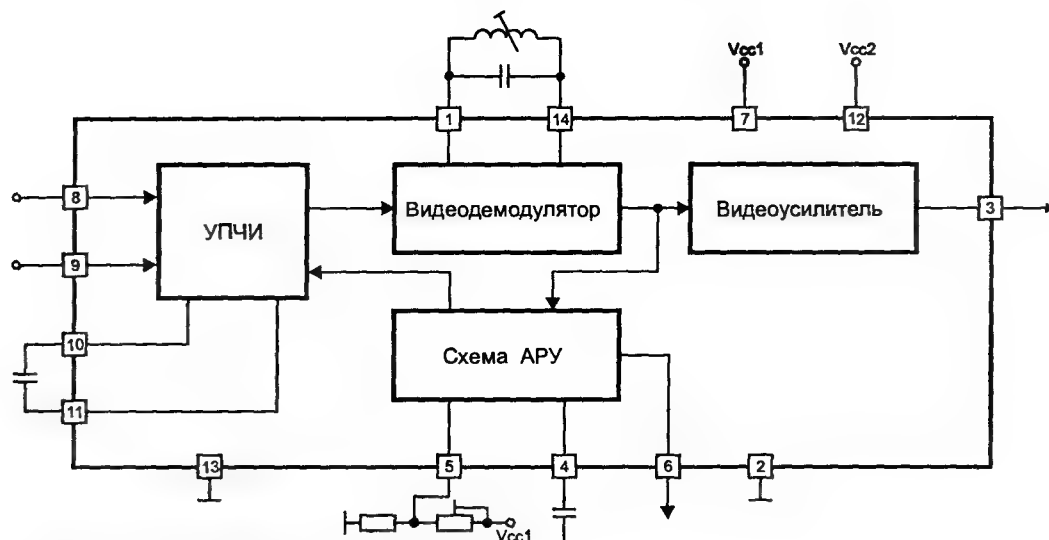 Vcc1
Vcc2
1
14
7
12
8
УПЧИ
Видеодемодулятор
Видеоусилитель
3
9
10
Схема АРУ
11
13
5
4
6
2
Vcc1